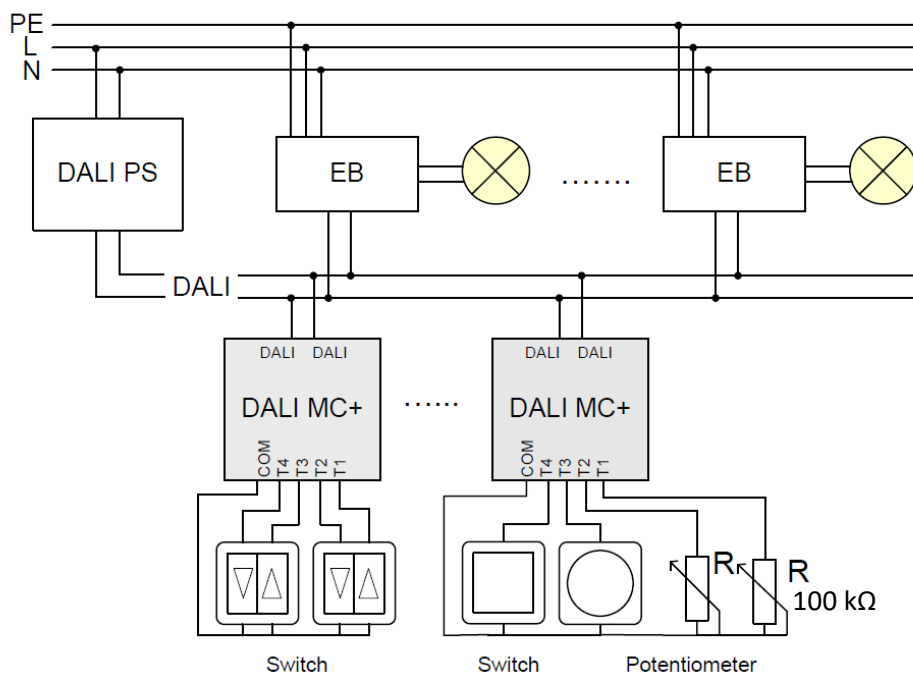 PE
L
N
DALI PS
EB
.......
EB
DALI
DALI DALI
DALI MC+
COM
T4
T3
T2
T1
......
DALI DALI
DALI MC+
COM
T4
T3
T2
T1
R
R
100 kΩ
Switch
Switch
Potentiometer